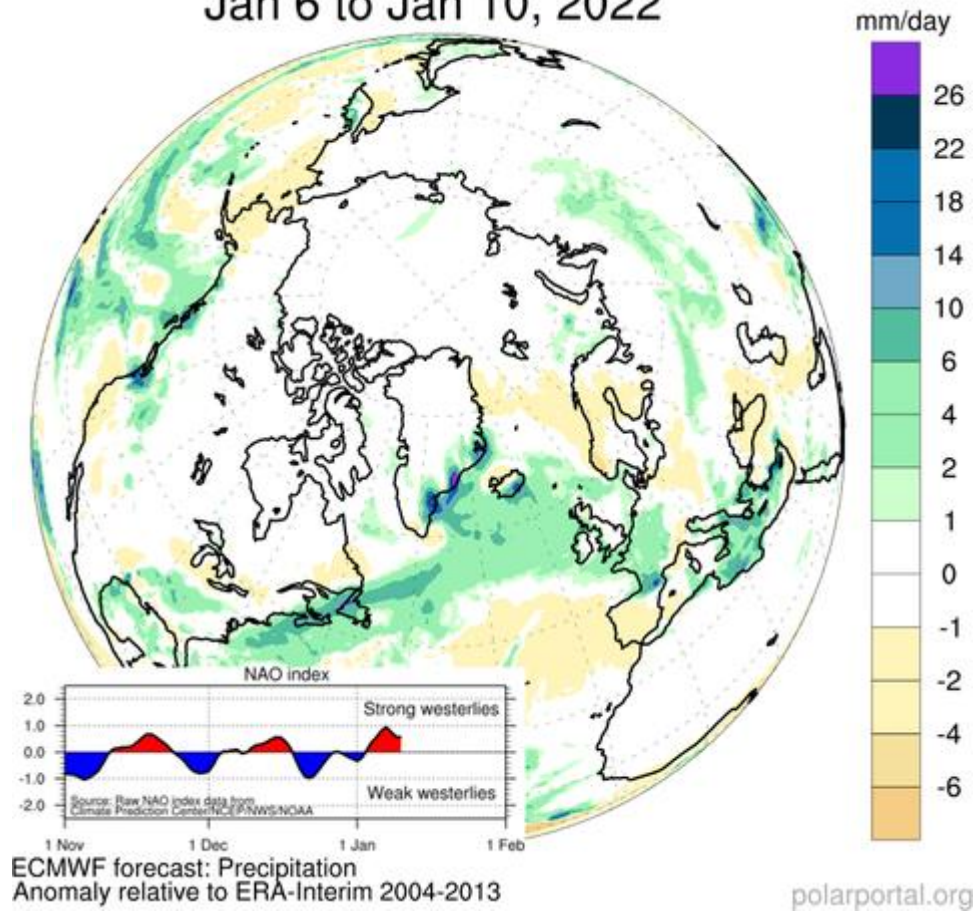 Jan 6 to Jan 10, 2022
mm/day
26
22
18
14
10
6
4
2
1
0
-1
-2
-4
-6
NAO index
2.0
1.0
0.0
-1.0
-2.0
Strong westerlies
Weak westerlies
Source: Raw NAO index data from
Climate Prediction Center/NCEP/NWS/NOAA
1 Nov
1 Dec
1 Jan
1 Feb
ECMWF forecast: Precipitation
Anomaly relative to ERA-Interim 2004-2013
polarportal.org